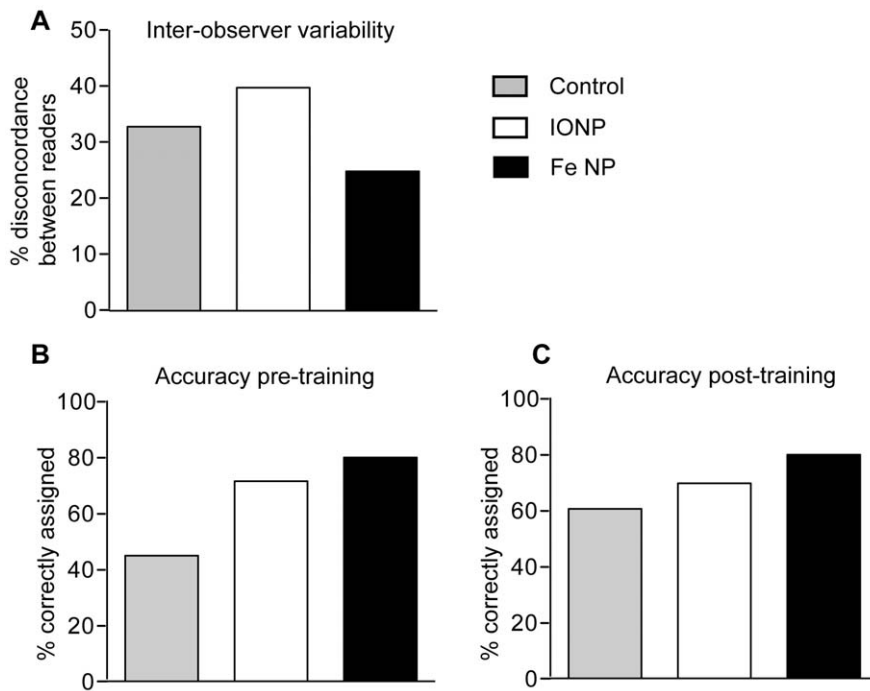 A
Inter-observer variability
50
40
30
20
10
0
% disconcordance
between readers
Control
IONP
Fe NP
B
Accuracy pre-training
100
80
60
40
20
0
% correctly assigned
C
Accuracy post-training
100
80
60
40
20
0
% correctly assigned